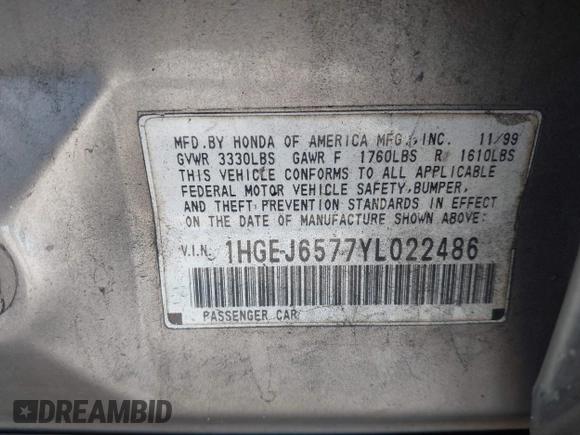 MFD.BY HONDA OF AMERICA MFG., INC. 11/99
GVWR 3330LBS GAWR F 1760LBS R 1610LBS
THIS VEHICLE CONFORMS TO ALL APPLICABLE
FEDERAL MOTOR VEHICLE SAFETY, BUMPER,
AND THEFT PREVENTION STANDARDS IN EFFECT
ON THE DATE OF MANUFACTURE SHOWN ABOVE:
V.I.N. 1HGEJ6577YL022486
PASSENGER CAR
DREAMBID